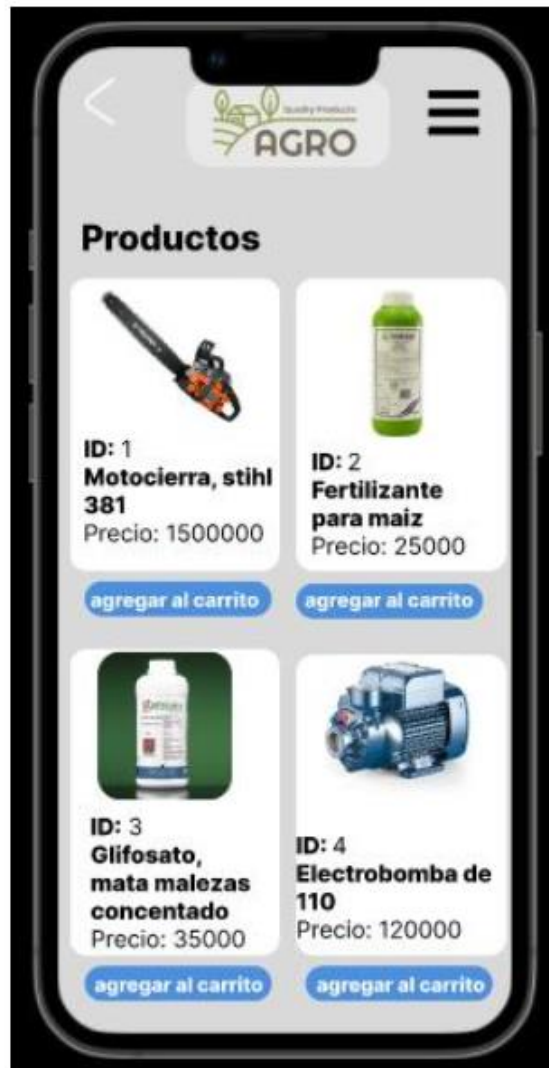 Quality Products
AGRO
Productos
ID: 1
Motocierra, stihl
381
Precio: 1500000
agregar al carrito
ID: 2
Fertilizante
para maiz
Precio: 25000
agregar al carrito
ID: 3
Glifosato,
mata malezas
concentado
Precio: 35000
agregar al carrito
ID: 4
Electrobomba de
110
Precio: 120000
agregar al carrito